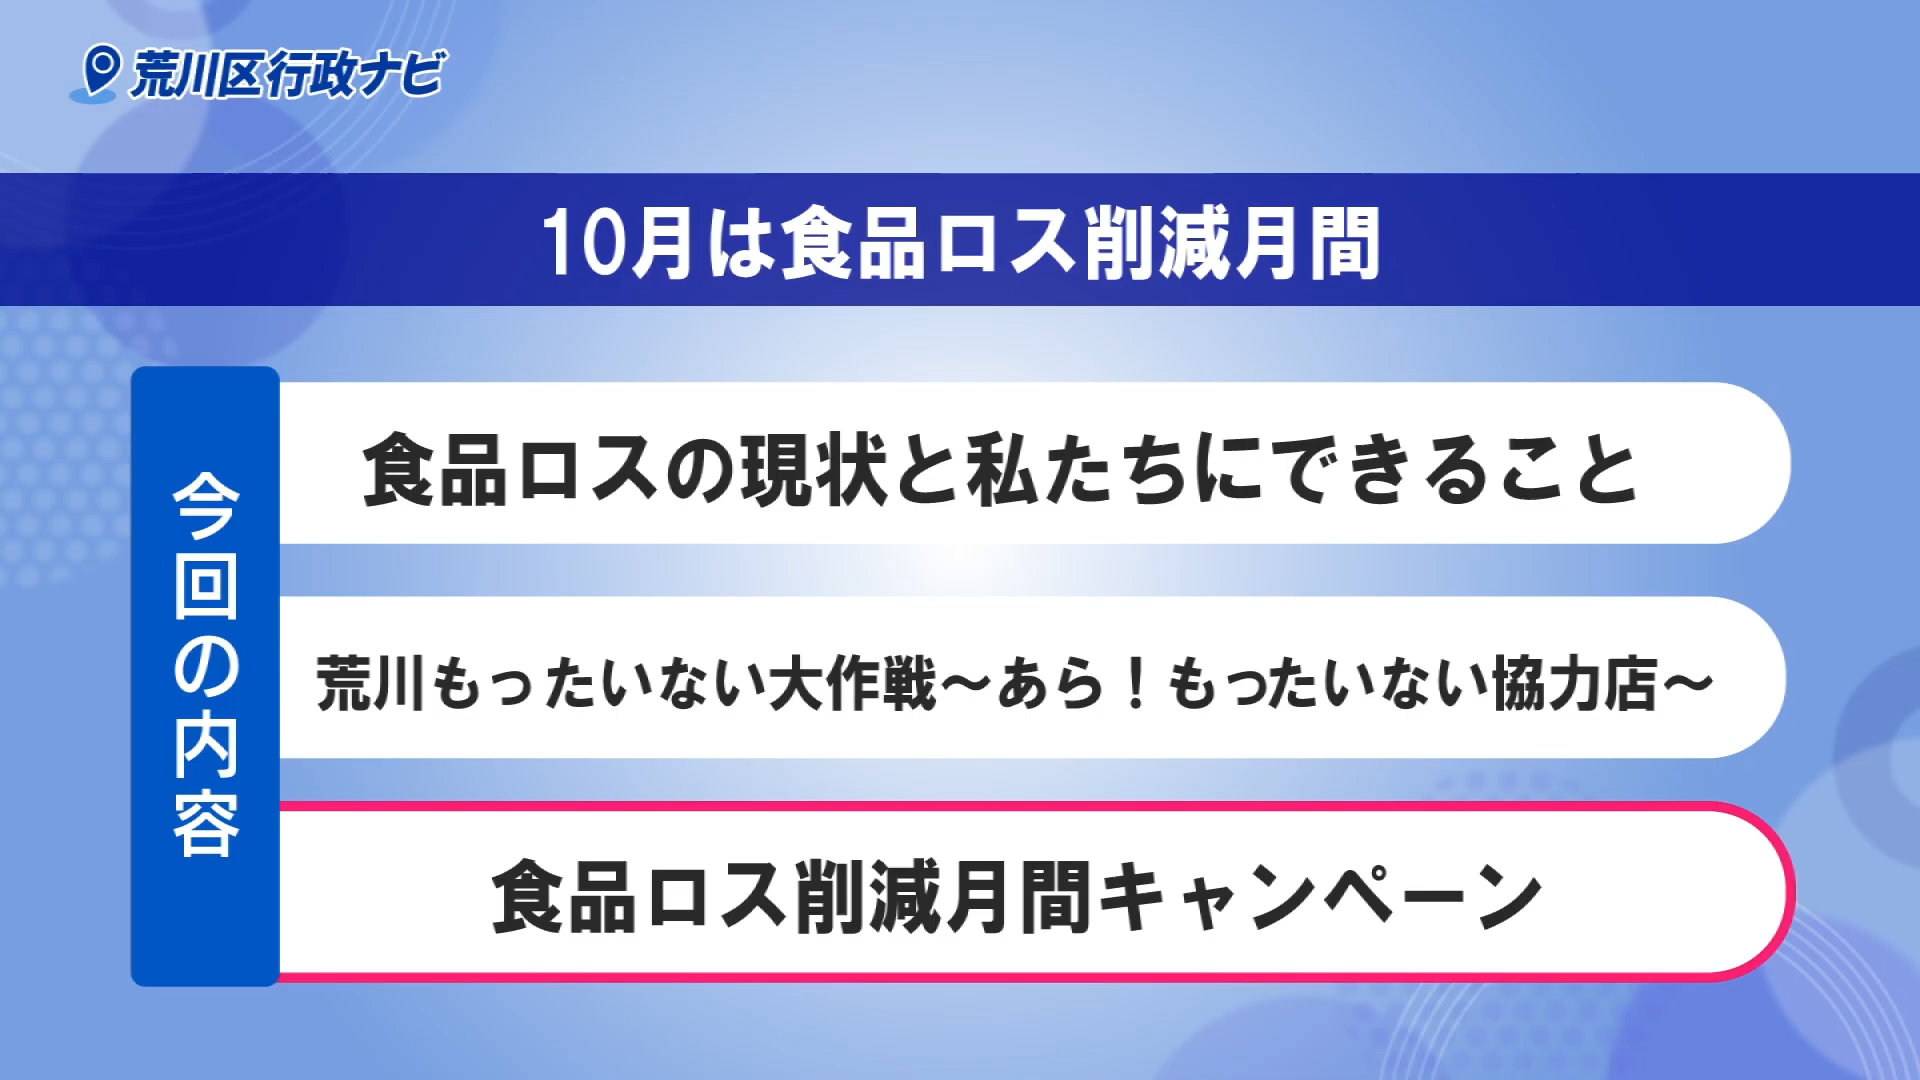 荒川区行政ナビ
10月は食品ロス削減月間
今回の内容
食品ロスの現状と私たちにできること
荒川もったいない大作戦～あら！もったいない協力店～
食品ロス削減月間キャンペーン